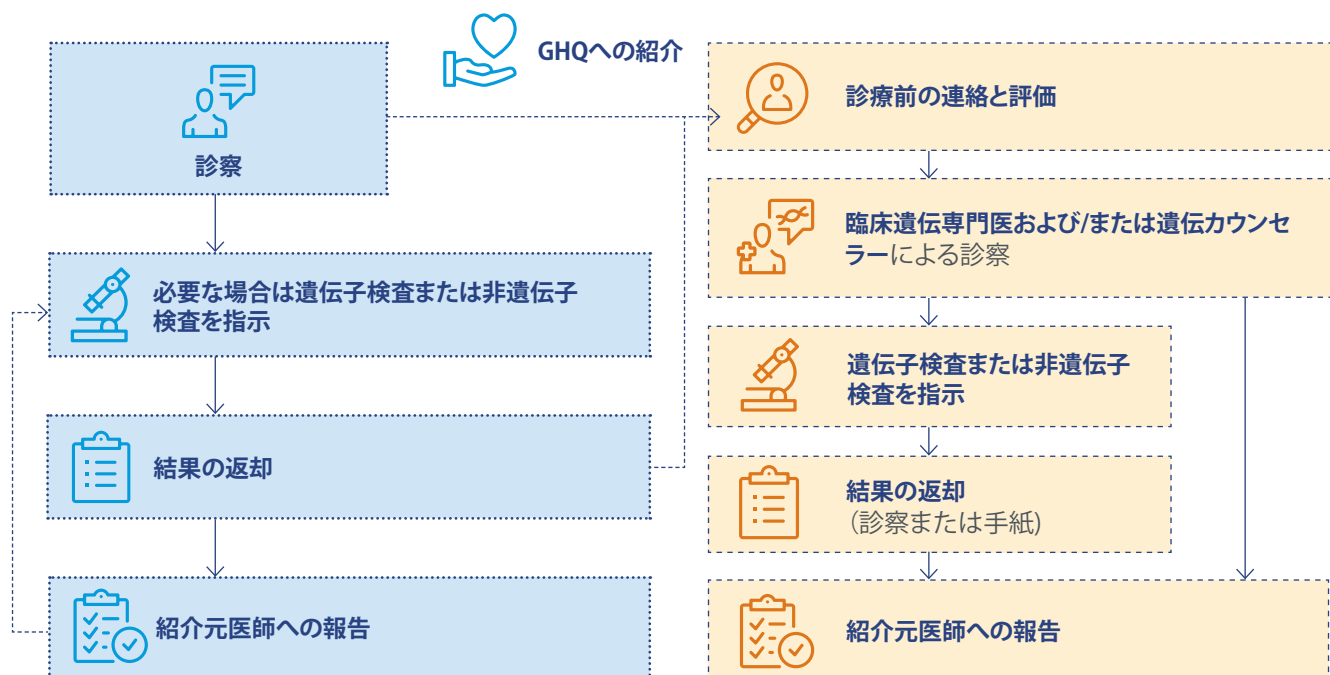 GHQへの紹介
診察
必要な場合は遺伝子検査または非遺伝子
検査を指示
結果の返却
紹介元医師への報告
診療前の連絡と評価
臨床遺伝専門医および/または遺伝カウンセ
ラーによる診察
遺伝子検査または非遺伝子
検査を指示
結果の返却
（診察または手紙)
紹介元医師への報告